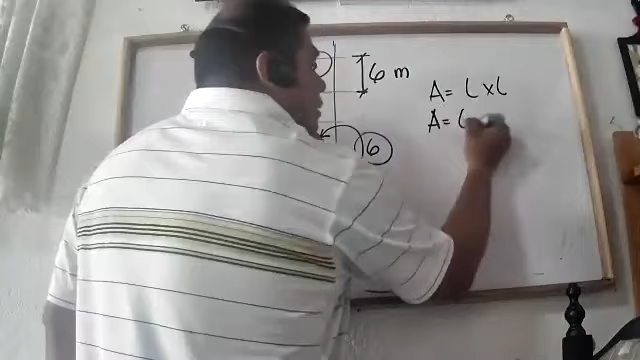 6 m
A = L x L
A = 6
6